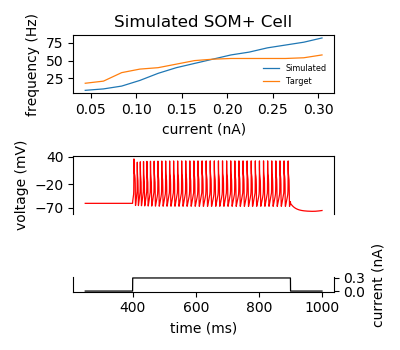 Simulated SOM+ Cell
frequency (Hz)
75
50
25
Simulated
Target
0.05 0.10 0.15 0.20 0.25 0.30
current (nA)
voltage (mV)
40
−20
−70
0.3
0.0
current (nA)
400 600 800 1000
time (ms)